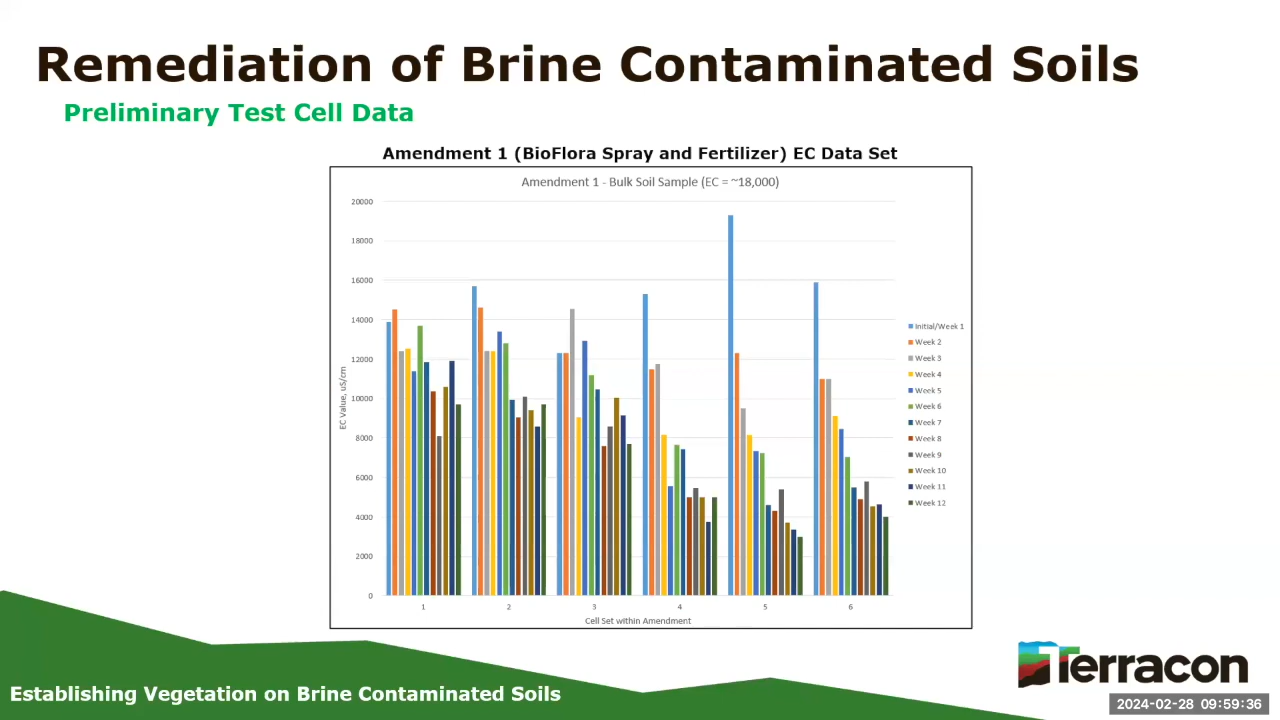 Remediation of Brine Contaminated Soils
Preliminary Test Cell Data
Amendment 1 (BioFlora Spray and Fertilizer) EC Data Set
Amendment 1 - Bulk Soil Sample (EC = ~18,000)
20000
18000
16000
14000
12000
10000
8000
6000
4000
2000
0
EC Value, uS/cm
1 2 3 4 5 6
Cell Set within Amendment
Initial/Week 1
Week 2
Week 3
Week 4
Week 5
Week 6
Week 7
Week 8
Week 9
Week 10
Week 11
Week 12
Establishing Vegetation on Brine Contaminated Soils
Terracon
2024-02-28 09:59:36